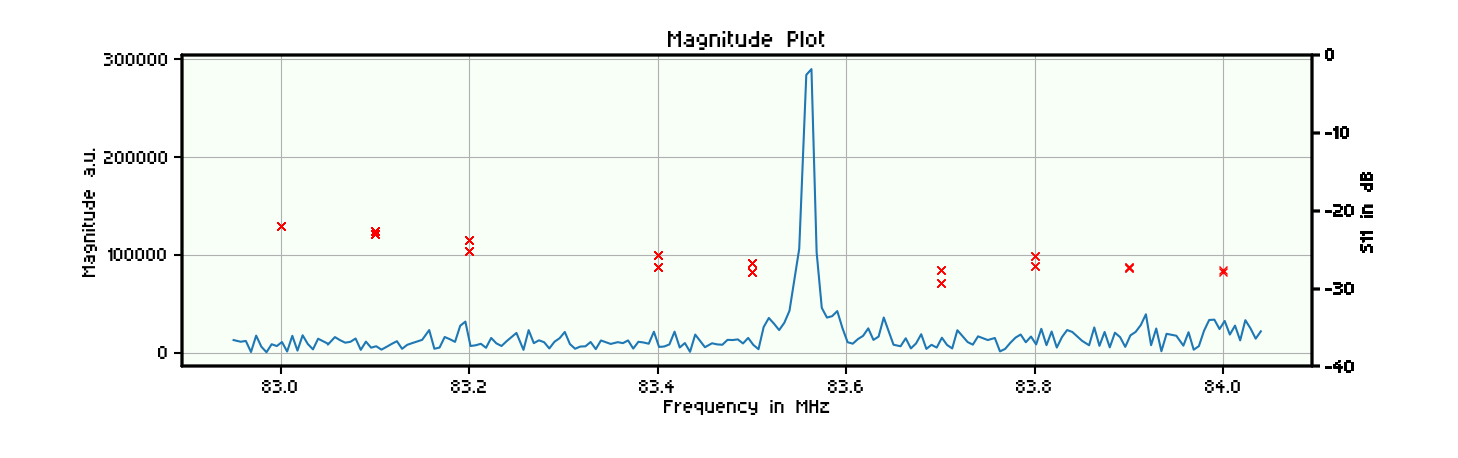 Magnitude Plot
300000
200000
100000
0
Magnitude a.u.
0
-10
-20
-30
-40
S11 in dB
83.0 83.2 83.4 83.6 83.8 84.0
Frequency in MHz